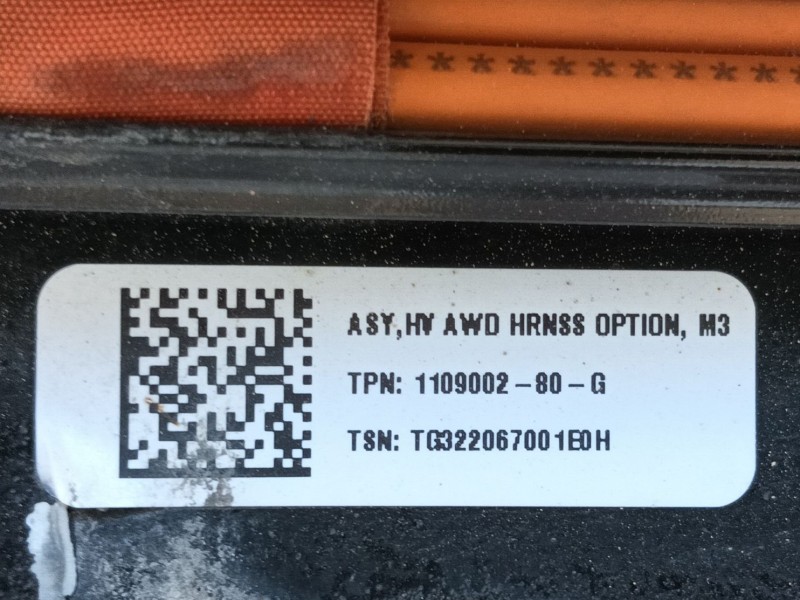 ASY,HV AWD HRNSS OPTION, M3
TPN: 1109002-80-G
TSN: TG322067001E0H